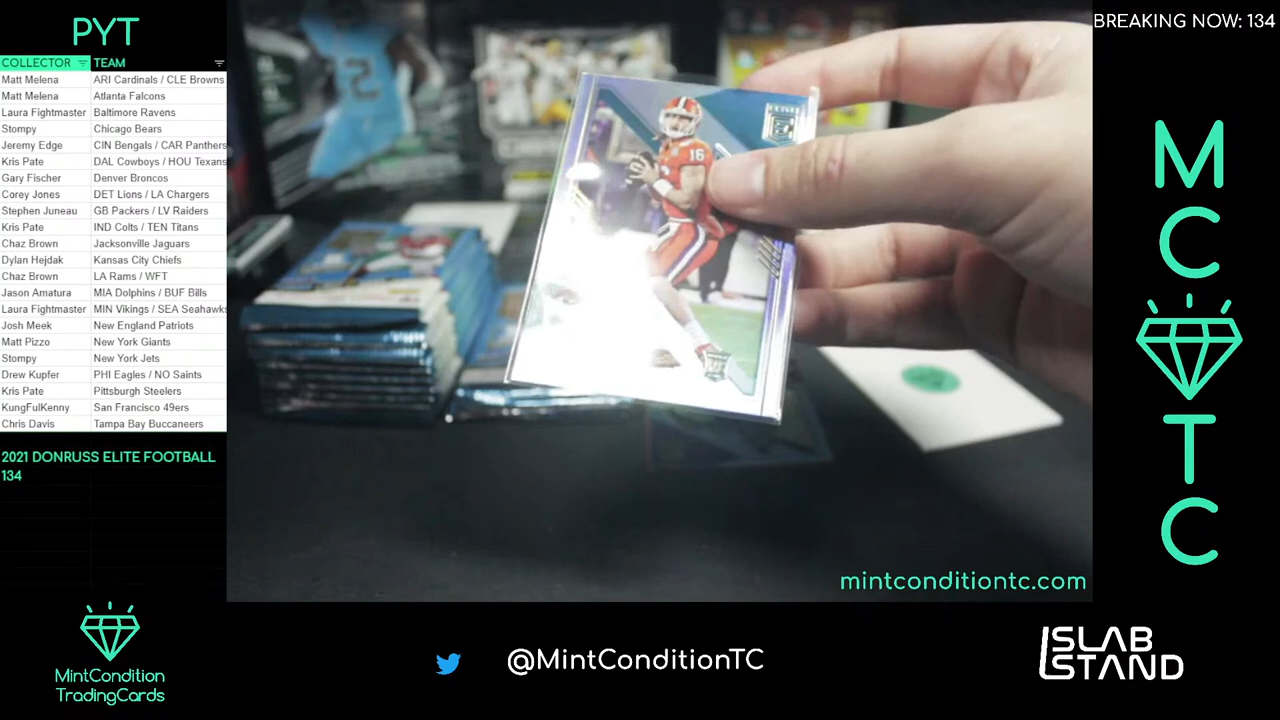 PYT
COLLECTOR TEAM
Matt Melena ARI Cardinals / CLE Browns
Matt Melena Atlanta Falcons
Laura Fightmaster Baltimore Ravens
Stompy Chicago Bears
Jeremy Edge CIN Bengals / CAR Panthers
Kris Pate DAL Cowboys / HOU Texans
Gary Fischer Denver Broncos
Corey Jones DET Lions / LA Chargers
Stephen Juneau GB Packers / LV Raiders
Kris Pate IND Colts / TEN Titans
Chaz Brown Jacksonville Jaguars
Dylan Hejdak Kansas City Chiefs
Chaz Brown LA Rams / WFT
Jason Amatura MIA Dolphins / BUF Bills
Laura Fightmaster MIN Vikings / SEA Seahawks
Josh Meek New England Patriots
Matt Pizzo New York Giants
Stompy New York Jets
Drew Kupfer PHI Eagles / NO Saints
Kris Pate Pittsburgh Steelers
KungFulKenny San Francisco 49ers
Chris Davis Tampa Bay Buccaneers
2021 DONRUSS ELITE FOOTBALL
134
16
BREAKING NOW: 134
M
C
T
C
mintconditiontc.com
MintCondition
TradingCards
@MintConditionTC
SLAB
STAND